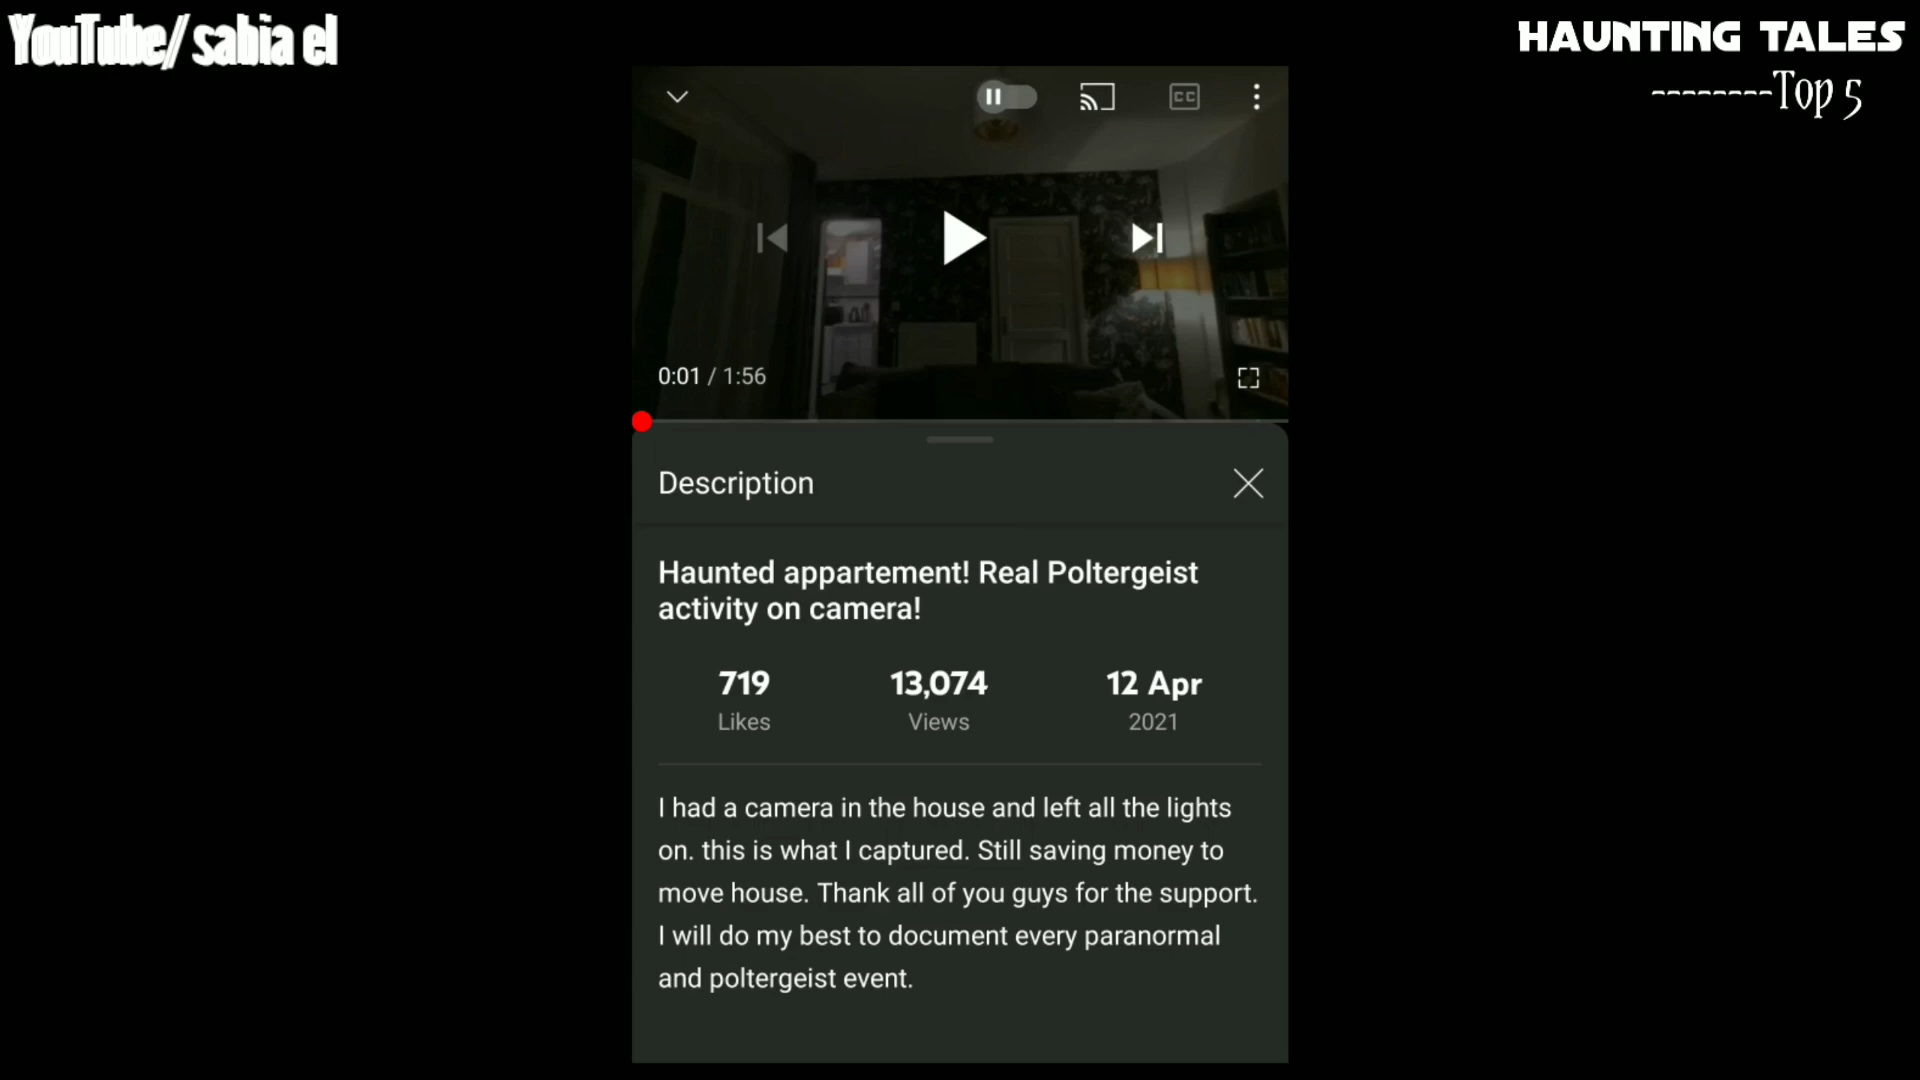 YouTube/ sabia el
HAUNTING TALES
--------Top 5
CC
0:01 / 1:56
Description
Haunted appartement! Real Poltergeist
activity on camera!
719
13,074
12 Apr
Likes
Views
2021
I had a camera in the house and left all the lights
on. this is what I captured. Still saving money to
move house. Thank all of you guys for the support.
I will do my best to document every paranormal
and poltergeist event.